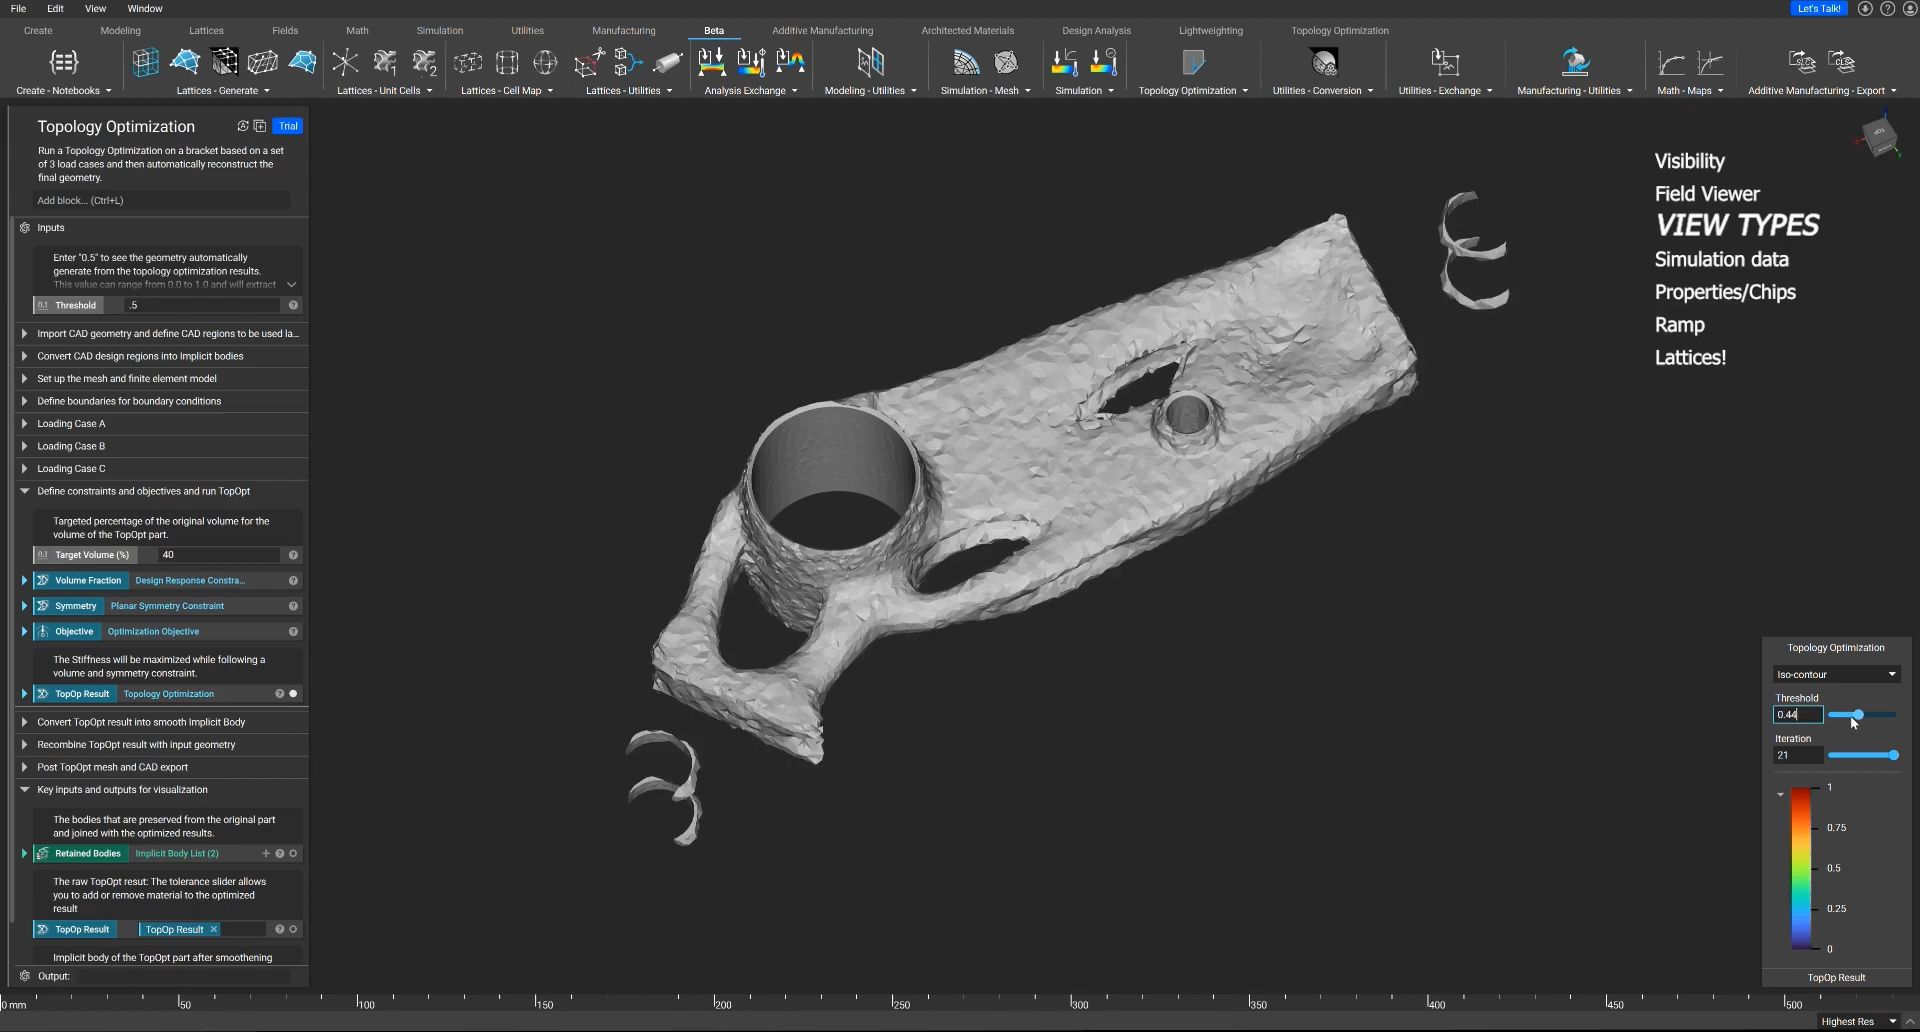 File Edit View Window
Let's Talk!
Create Modeling Lattices Fields Math Simulation Utilities Manufacturing Beta Additive Manufacturing Architected Materials Design Analysis Lightweighting Topology Optimization
Create - Notebooks Lattices - Generate Lattices - Unit Cells Lattices - Cell Map Lattices - Utilities Analysis Exchange Modeling - Utilities Simulation - Mesh Simulation Topology Optimization Utilities - Conversion Utilities - Exchange Manufacturing - Utilities Math - Maps Additive Manufacturing - Export
Topology Optimization Trial
Run a Topology Optimization on a bracket based on a set
of 3 load cases and then automatically reconstruct the
final geometry.
Add block... (Ctrl+L)
Inputs
Enter "0.5" to see the geometry automatically
generate from the topology optimization results.
This value can range from 0.0 to 1.0 and will extract
0.1 Threshold .5
Import CAD geometry and define CAD regions to be used la...
Convert CAD design regions into Implicit bodies
Set up the mesh and finite element model
Define boundaries for boundary conditions
Loading Case A
Loading Case B
Loading Case C
Define constraints and objectives and run TopOpt
Targeted percentage of the original volume for the
volume of the TopOpt part.
0.1 Target Volume (%) 40
Volume Fraction Design Response Constra...
Symmetry Planar Symmetry Constraint
Objective Optimization Objective
The Stiffness will be maximized while following a
volume and symmetry constraint.
TopOp Result Topology Optimization
Convert TopOpt result into smooth Implicit Body
Recombine TopOpt result with input geometry
Post TopOpt mesh and CAD export
Key inputs and outputs for visualization
The bodies that are preserved from the original part
and joined with the optimized results.
Retained Bodies Implicit Body List (2)
The raw TopOpt resut: The tolerance slider allows
you to add or remove material to the optimized
result
TopOp Result TopOp Result
Implicit body of the TopOpt part after smoothening
Output:
Visibility
Field Viewer
VIEW TYPES
Simulation data
Properties/Chips
Ramp
Lattices!
Topology Optimization
Iso-contour
Threshold
0.44
Iteration
21
1
0.75
0.5
0.25
0
TopOp Result
0 mm 50 100 150 200 250 300 350 400 450 500
Highest Res